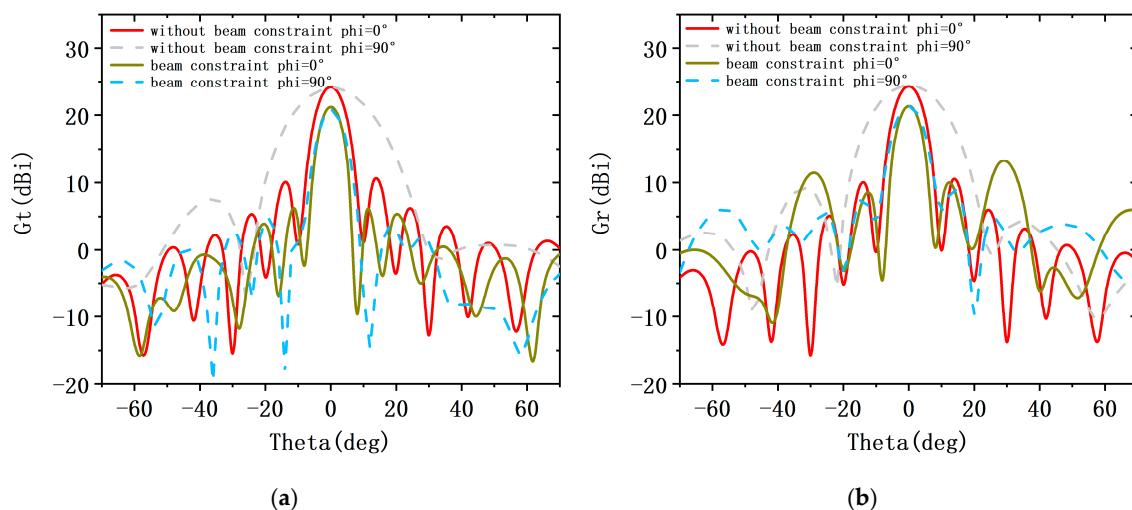 without beam constraint phi=0°
without beam constraint phi=90°
beam constraint phi=0°
beam constraint phi=90°
30
20
10
0
−10
−20
Gt(dBi)
−60 −40 −20 0 20 40 60
Theta(deg)
(a)
without beam constraint phi=0°
without beam constraint phi=90°
beam constraint phi=0°
beam constraint phi=90°
30
20
10
0
−10
−20
Gr(dBi)
−60 −40 −20 0 20 40 60
Theta(deg)
(b)